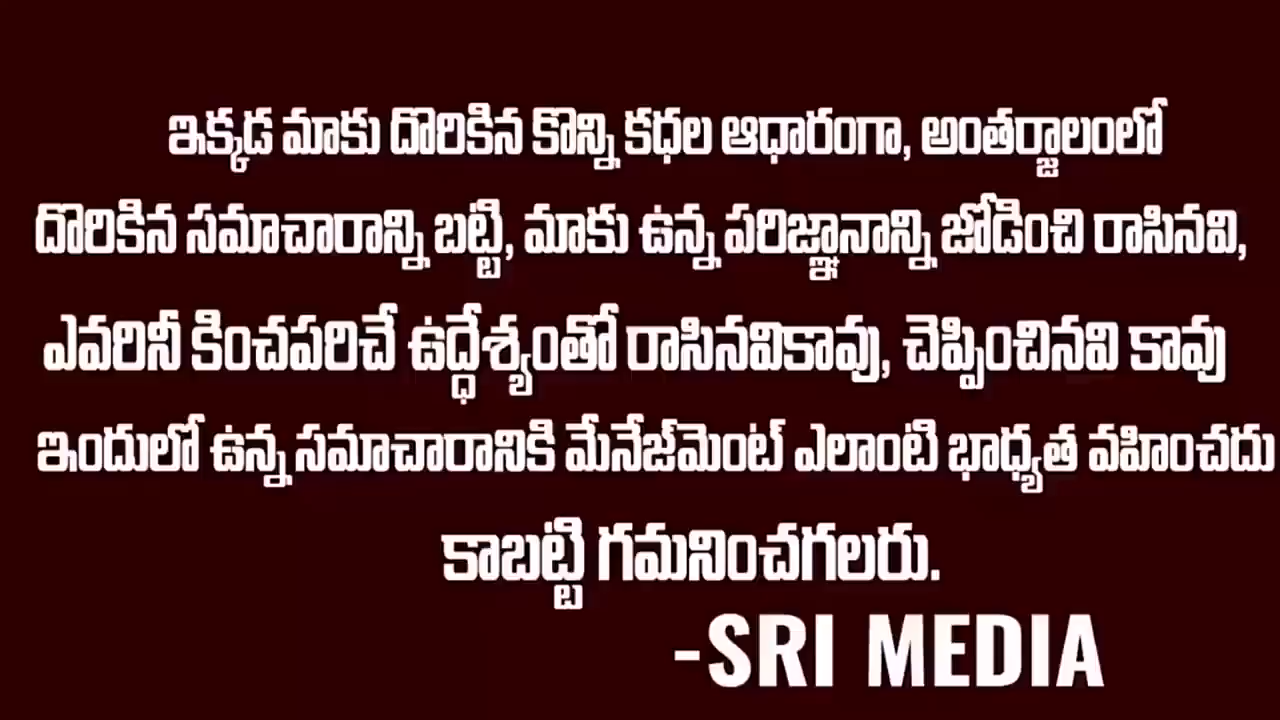 ఇక్కడ మాకు దొరికిన కొన్ని కధల ఆధారంగా, అంతర్జాలంలో
దొరికిన సమాచారాన్ని బట్టి, మాకు ఉన్న పరిజ్ఞానాన్ని జోడించి రాసినవి,
ఎవరినీ కించపరిచే ఉద్ధేశ్యంతో రాసినవికావు, చెప్పించినవి కావు
ఇందులో ఉన్న సమాచారానికి మేనేజ్‌మెంట్ ఎలాంటి భాధ్యత వహించదు
కాబట్టి గమనించగలరు.
-SRI MEDIA